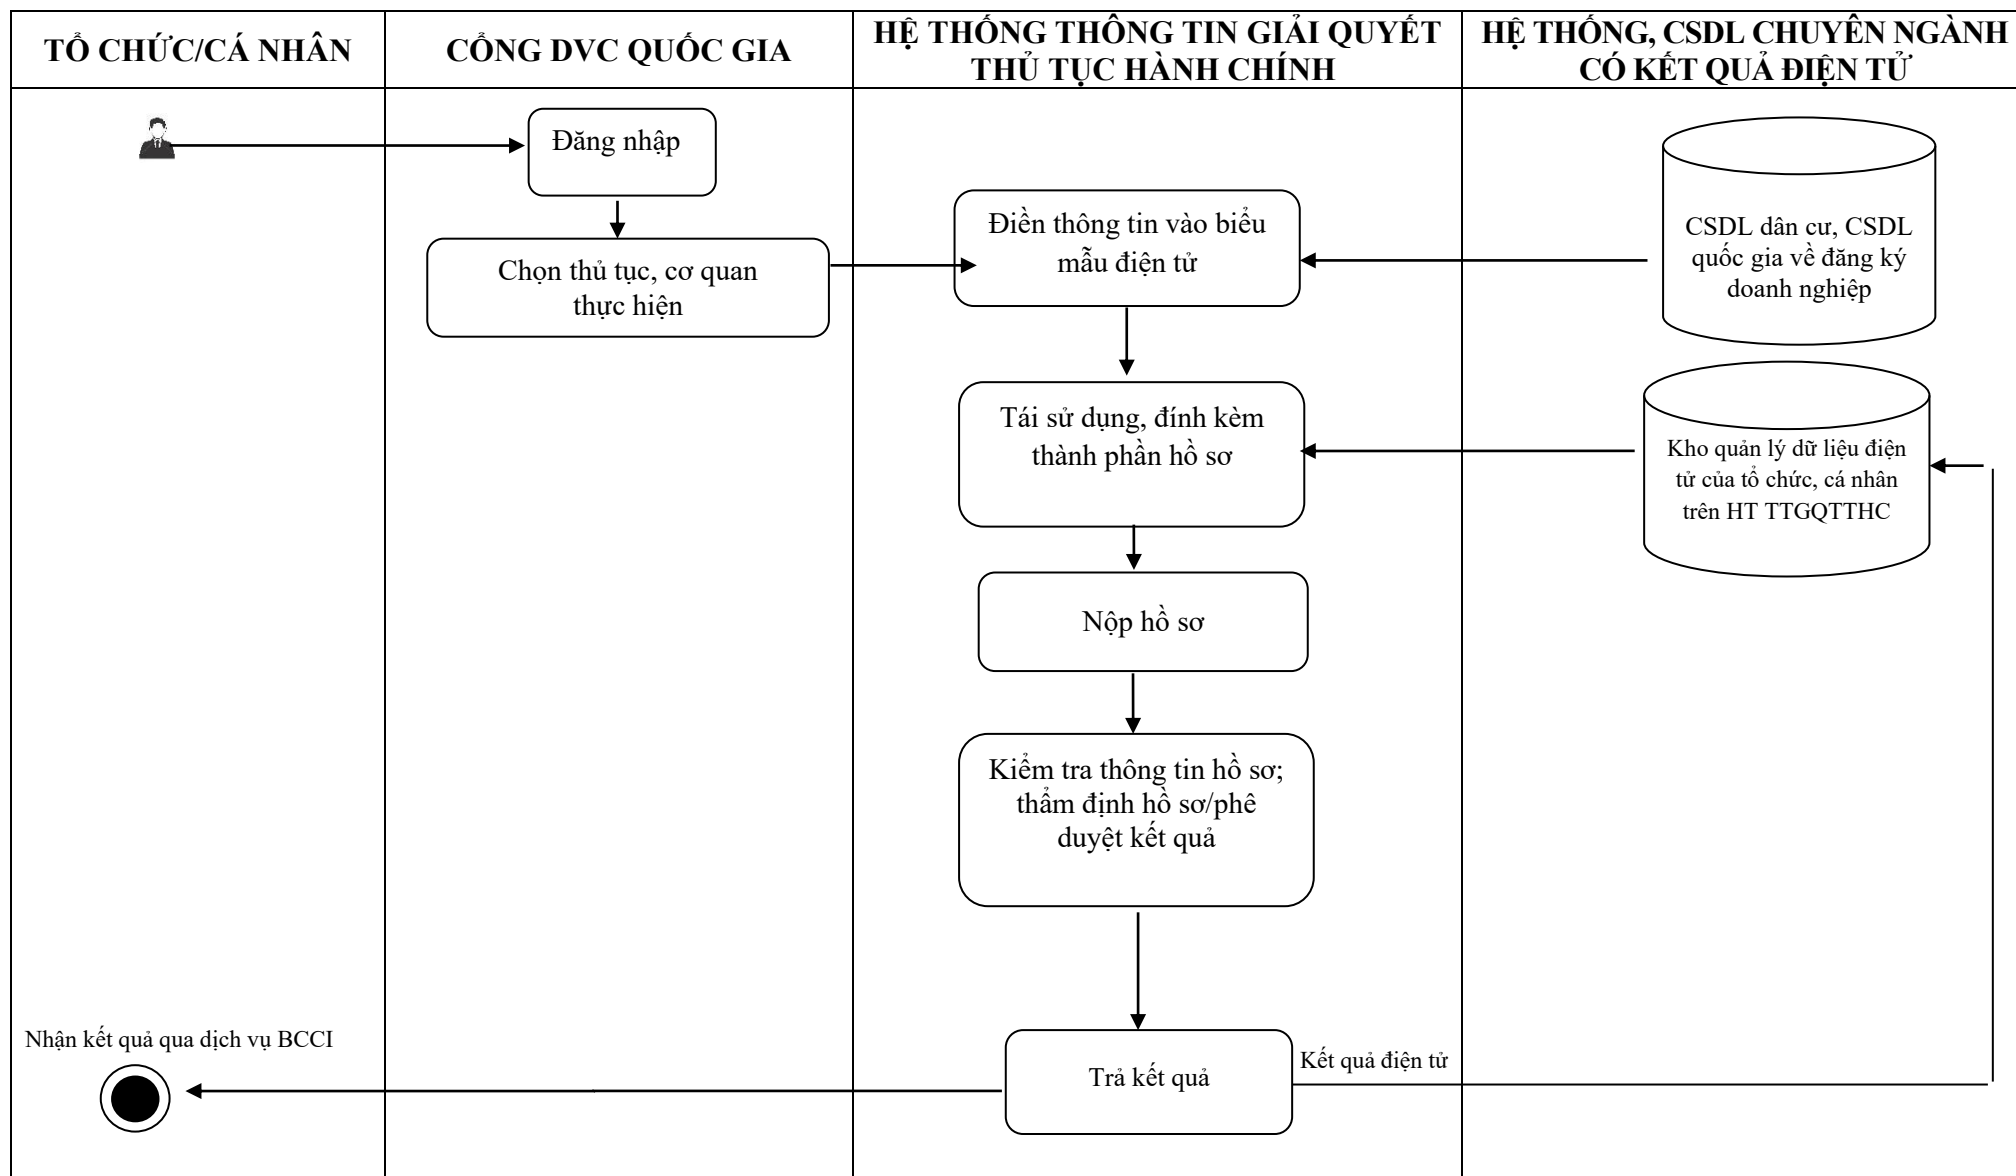 TỔ CHỨC/CÁ NHÂN
CỔNG DVC QUỐC GIA
HỆ THỐNG THÔNG TIN GIẢI QUYẾT
THỦ TỤC HÀNH CHÍNH
HỆ THỐNG, CSDL CHUYÊN NGÀNH
CÓ KẾT QUẢ ĐIỆN TỬ
Đăng nhập
Chọn thủ tục, cơ quan
thực hiện
Điền thông tin vào biểu
mẫu điện tử
CSDL dân cư, CSDL
quốc gia về đăng ký
doanh nghiệp
Tái sử dụng, đính kèm
thành phần hồ sơ
Kho quản lý dữ liệu điện
tử của tổ chức, cá nhân
trên HT TTGQTTHC
Nộp hồ sơ
Kiểm tra thông tin hồ sơ;
thẩm định hồ sơ/phê
duyệt kết quả
Nhận kết quả qua dịch vụ BCCI
Trả kết quả
Kết quả điện tử